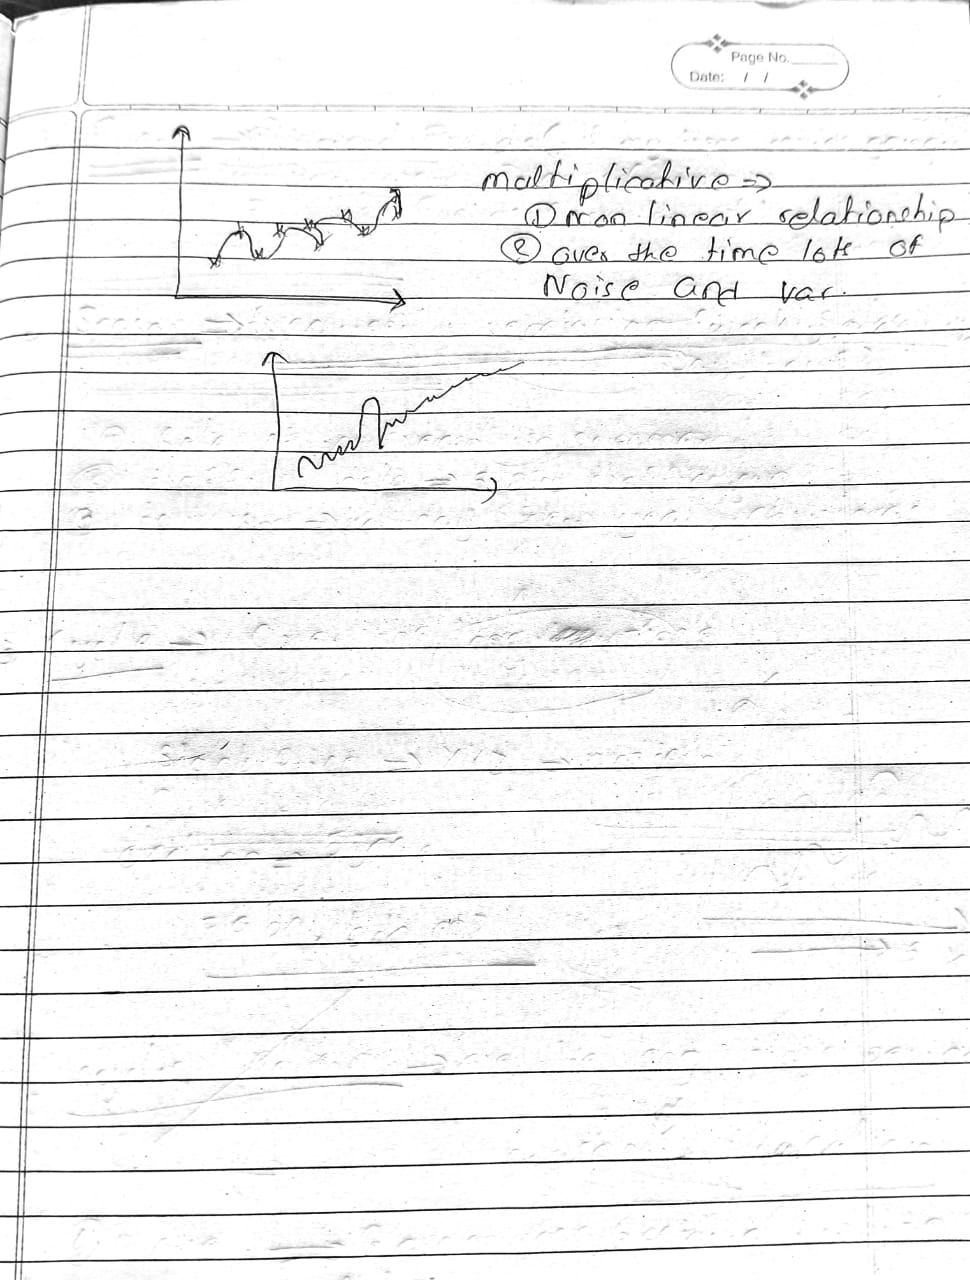 Page No.
Date: / /
multiplicative =>
① non linear relationship
② over the time lots of
Noise and var.